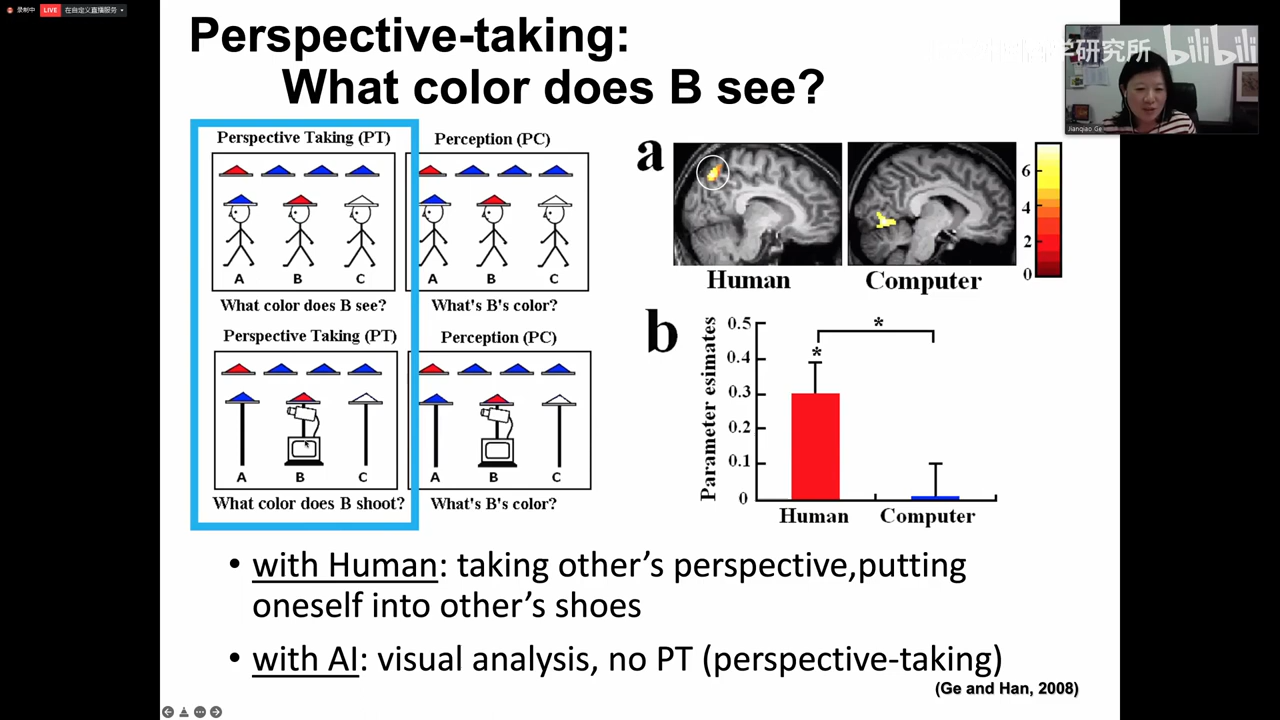 录制中
LIVE
在自定义直播服务
Perspective-taking:
What color does B see?
学研究所
bilibili
Jianqiao Ge
Perspective Taking (PT)
Perception (PC)
A B C
A B C
What color does B see?
What's B's color?
Perspective Taking (PT)
Perception (PC)
A B C
A B C
What color does B shoot?
What's B's color?
a
6
4
2
0
Human
Computer
b
Parameter esimates
0.5
0.4
0.3
0.2
0.1
0
*
*
Human
Computer
• with Human: taking other’s perspective,putting
oneself into other’s shoes
• with AI: visual analysis, no PT (perspective-taking)
(Ge and Han, 2008)